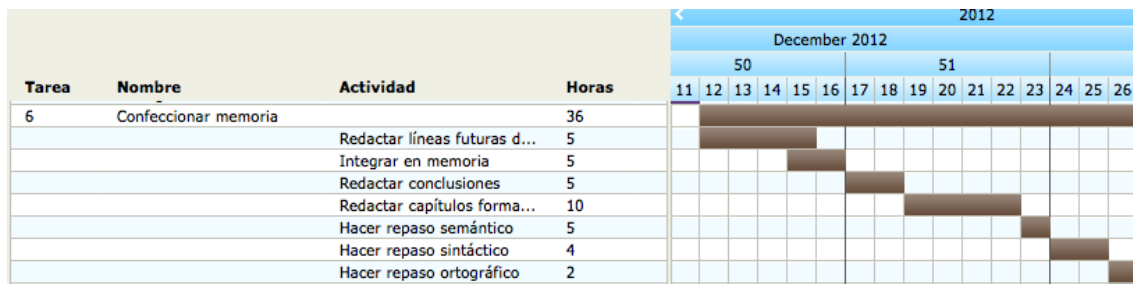 2012
December 2012
50 51
Tarea Nombre Actividad Horas 11 12 13 14 15 16 17 18 19 20 21 22 23 24 25 26
6 Confeccionar memoria 36
Redactar líneas futuras d... 5
Integrar en memoria 5
Redactar conclusiones 5
Redactar capítulos forma... 10
Hacer repaso semántico 5
Hacer repaso sintáctico 4
Hacer repaso ortográfico 2